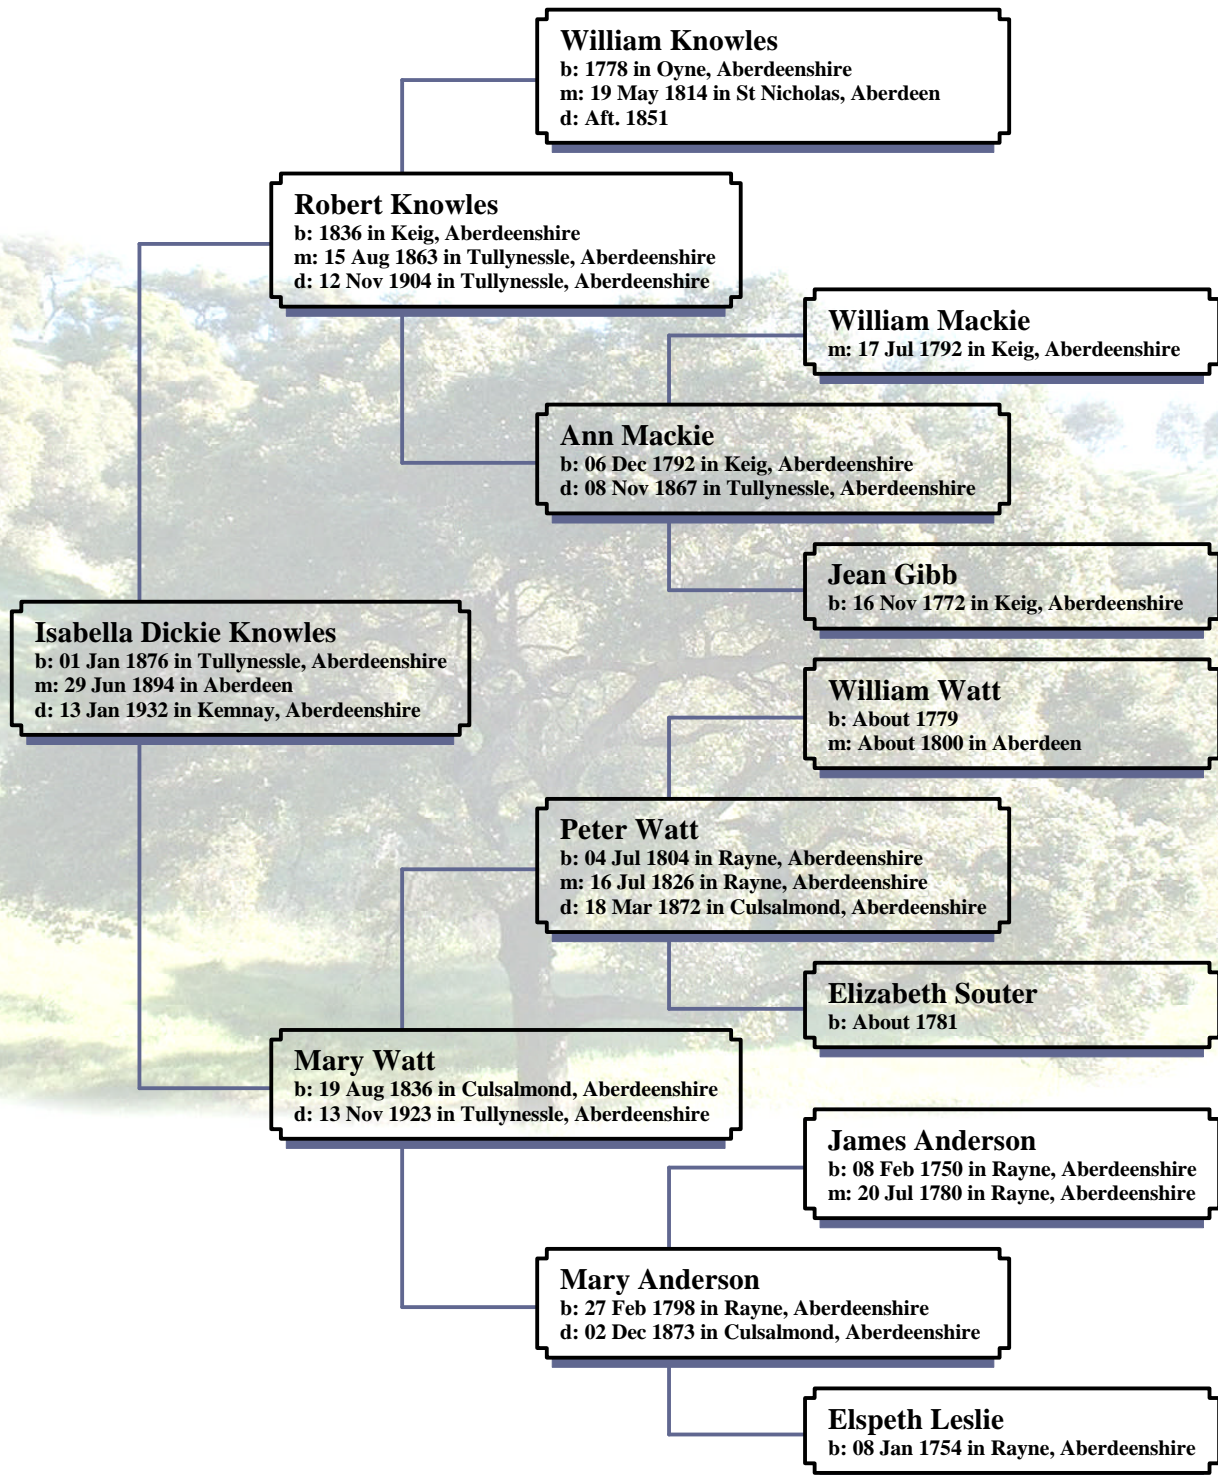 William Knowles
b: 1778 in Oyne, Aberdeenshire
m: 19 May 1814 in St Nicholas, Aberdeen
d: Aft. 1851
Robert Knowles
b: 1836 in Keig, Aberdeenshire
m: 15 Aug 1863 in Tullynessle, Aberdeenshire
d: 12 Nov 1904 in Tullynessle, Aberdeenshire
William Mackie
m: 17 Jul 1792 in Keig, Aberdeenshire
Ann Mackie
b: 06 Dec 1792 in Keig, Aberdeenshire
d: 08 Nov 1867 in Tullynessle, Aberdeenshire
Jean Gibb
b: 16 Nov 1772 in Keig, Aberdeenshire
Isabella Dickie Knowles
b: 01 Jan 1876 in Tullynessle, Aberdeenshire
m: 29 Jun 1894 in Aberdeen
d: 13 Jan 1932 in Kemnay, Aberdeenshire
William Watt
b: About 1779
m: About 1800 in Aberdeen
Peter Watt
b: 04 Jul 1804 in Rayne, Aberdeenshire
m: 16 Jul 1826 in Rayne, Aberdeenshire
d: 18 Mar 1872 in Culsalmond, Aberdeenshire
Elizabeth Souter
b: About 1781
Mary Watt
b: 19 Aug 1836 in Culsalmond, Aberdeenshire
d: 13 Nov 1923 in Tullynessle, Aberdeenshire
James Anderson
b: 08 Feb 1750 in Rayne, Aberdeenshire
m: 20 Jul 1780 in Rayne, Aberdeenshire
Mary Anderson
b: 27 Feb 1798 in Rayne, Aberdeenshire
d: 02 Dec 1873 in Culsalmond, Aberdeenshire
Elspeth Leslie
b: 08 Jan 1754 in Rayne, Aberdeenshire